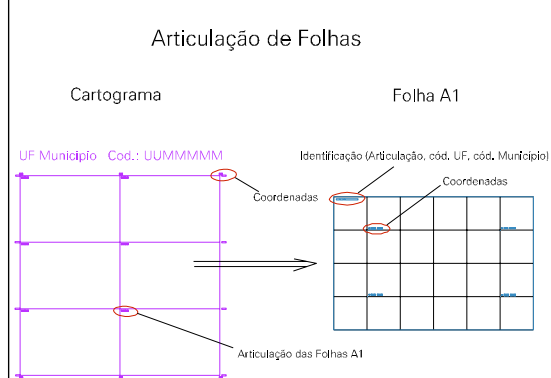 Articulação de Folhas
Cartograma
Folha A1
UF Municipio Cod.: UUMMMMM
Identificação (Articulação, cód. UF, cód. Município)
Coordenadas
Coordenadas
Articulação das Folhas A1